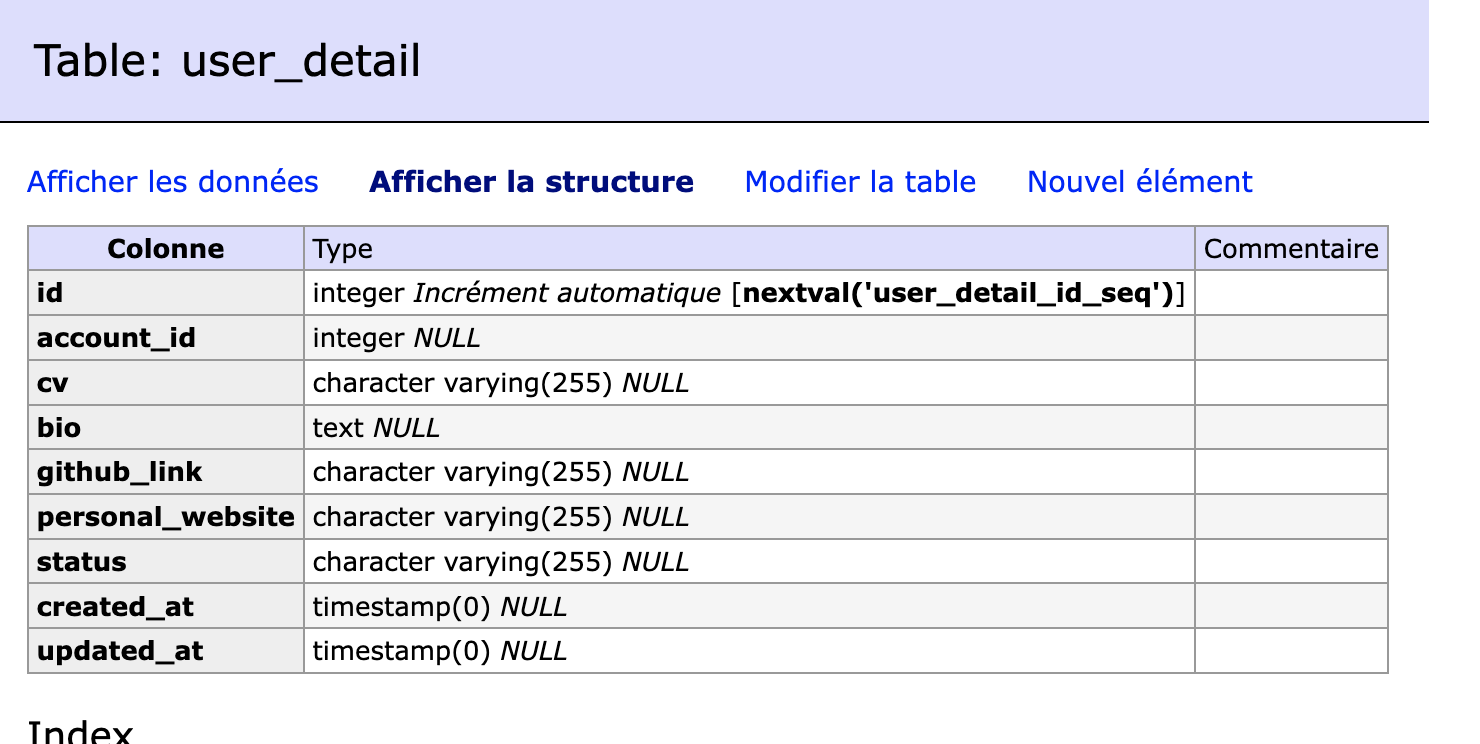 Table: user_detail
Afficher les données Afficher la structure Modifier la table Nouvel élément
Colonne Type Commentaire
id integer Incrément automatique [nextval('user_detail_id_seq')]
account_id integer NULL
cv character varying(255) NULL
bio text NULL
github_link character varying(255) NULL
personal_website character varying(255) NULL
status character varying(255) NULL
created_at timestamp(0) NULL
updated_at timestamp(0) NULL
Index